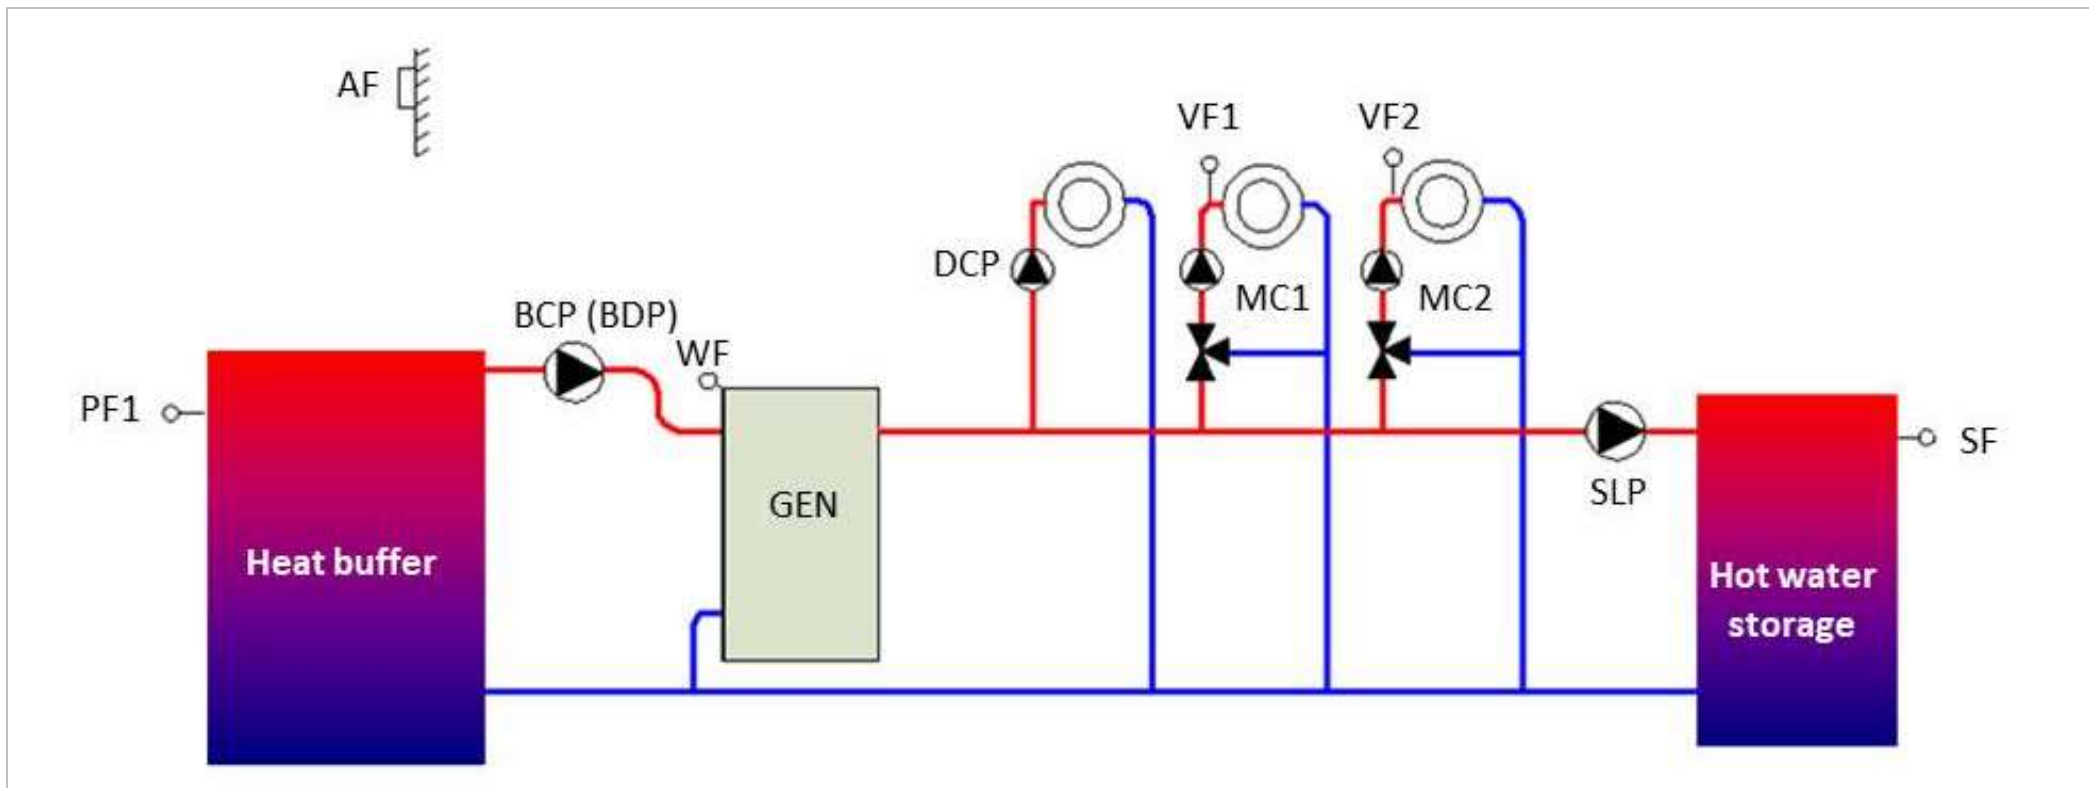 AF
VF1
VF2
DCP
MC1
MC2
BCP (BDP)
WF
PF1
SF
SLP
GEN
Heat buffer
Hot water
storage